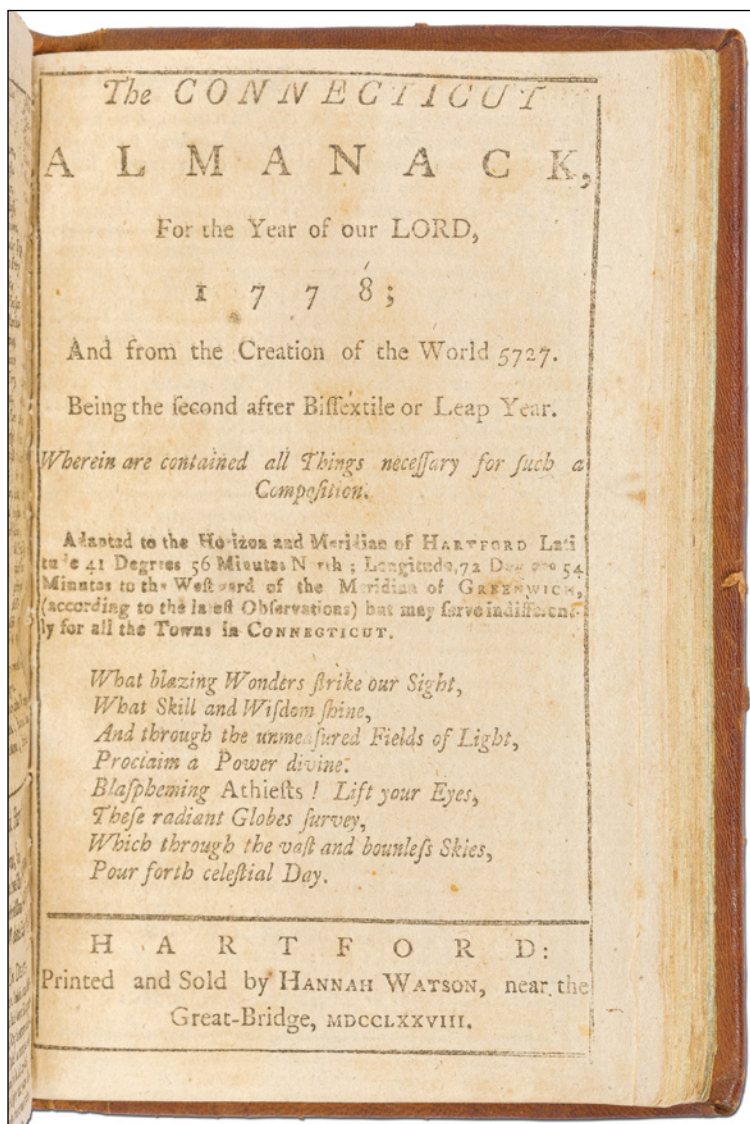 The CONNECTICUT
ALMANACK,
For the Year of our LORD,
1778;
And from the Creation of the World 5727.
Being the ſecond after Biſſextile or Leap Year.
Wherein are contained all Things neceſſary for ſuch a
Compoſition.
Adapted to the Horizon and Meridian of HARTFORD Lati
41 Degrees 56 Minutes North; Longitude, 72 54
Minutes to the Weſtward of the Meridian of GREENWICH,
(according to the lateſt Obſervations) but may ſerve indifferent-
ly for all the Towns in CONNECTICUT.
What blazing Wonders ſtrike our Sight,
What Skill and Wiſdom ſhine,
And through the unmeaſured Fields of Light,
Proclaim a Power divine.
Blaſpheming Athieſts! Lift your Eyes,
Theſe radiant Globes ſurvey,
Which through the vaſt and bounleſs Skies,
Pour forth celeſtial Day.
HARTFORD:
Printed and Sold by HANNAH WATSON, near the
Great-Bridge, MDCCLXXVIII.